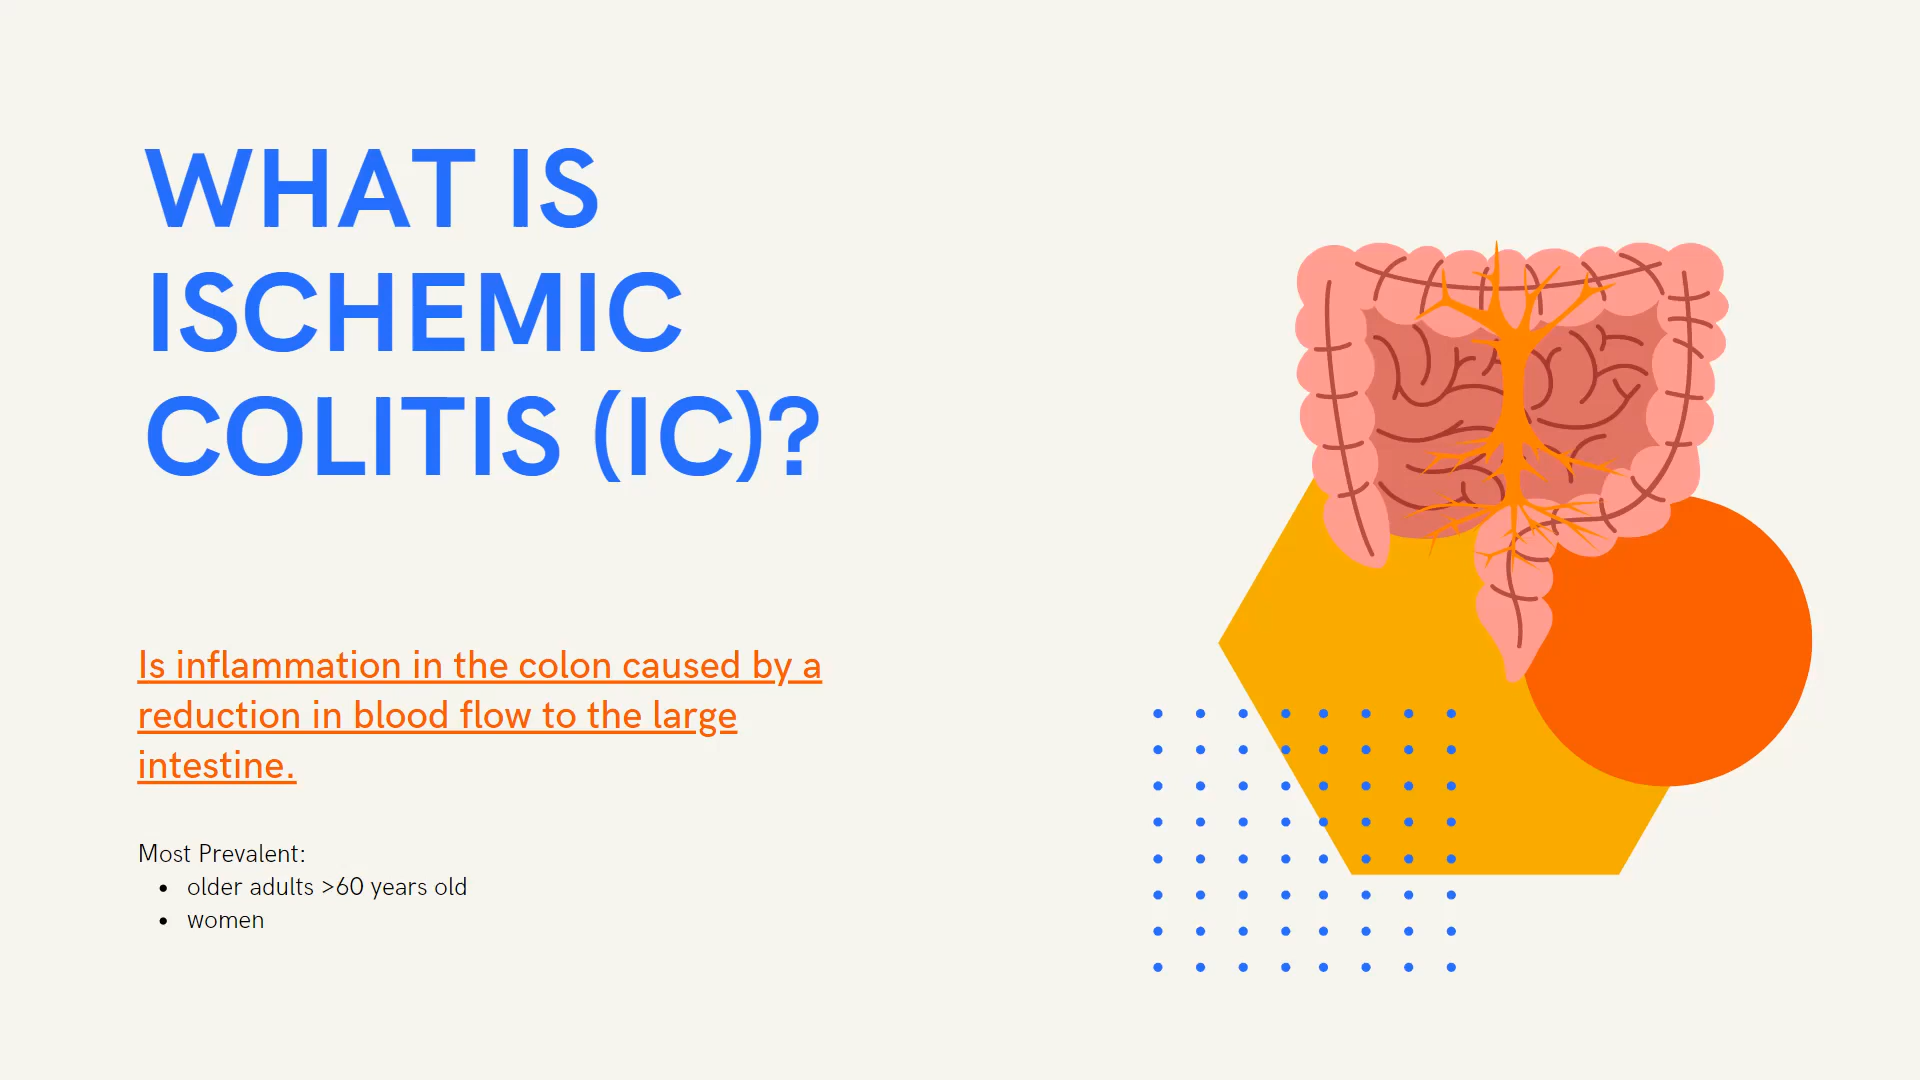 WHAT IS
ISCHEMIC
COLITIS (IC)?
Is inflammation in the colon caused by a
reduction in blood flow to the large
intestine.
Most Prevalent:
• older adults >60 years old
• women